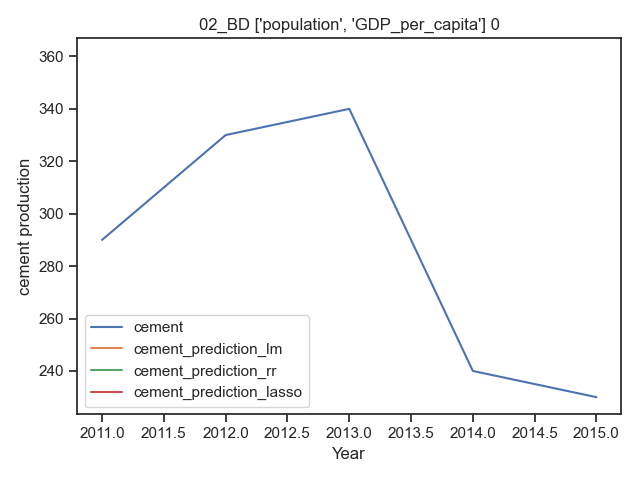 02_BD ['population', 'GDP_per_capita'] 0
360
340
320
300
280
260
240
cement production
cement
cement_prediction_lm
cement_prediction_rr
cement_prediction_lasso
2011.0 2011.5 2012.0 2012.5 2013.0 2013.5 2014.0 2014.5 2015.0
Year